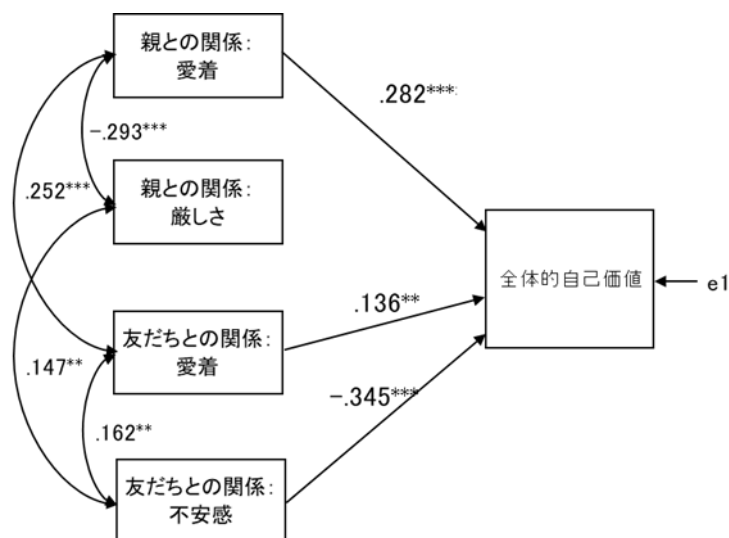 親との関係:
愛着
.282***
-.293***
.252***
親との関係:
厳しさ
全体的自己価値
e1
.136**
友だちとの関係:
愛着
.147**
-.345***
.162**
友だちとの関係:
不安感